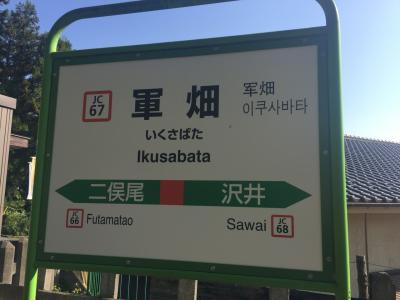 JC
67
軍畑
军畑
이쿠사바타
いくさばた
Ikusabata
二俣尾
沢井
JC
66
Futamatao
Sawai
JC
68